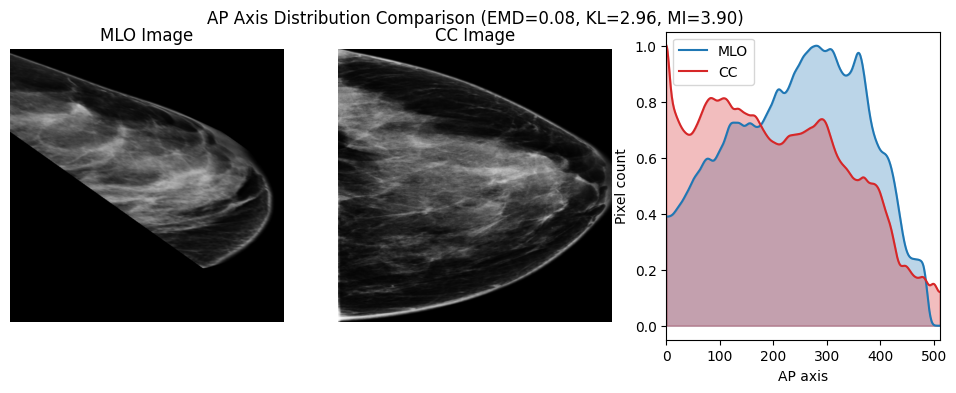 AP Axis Distribution Comparison (EMD=0.08, KL=2.96, MI=3.90)
MLO Image
CC Image
MLO
CC
Pixel count
1.0
0.8
0.6
0.4
0.2
0.0
0 100 200 300 400 500
AP axis